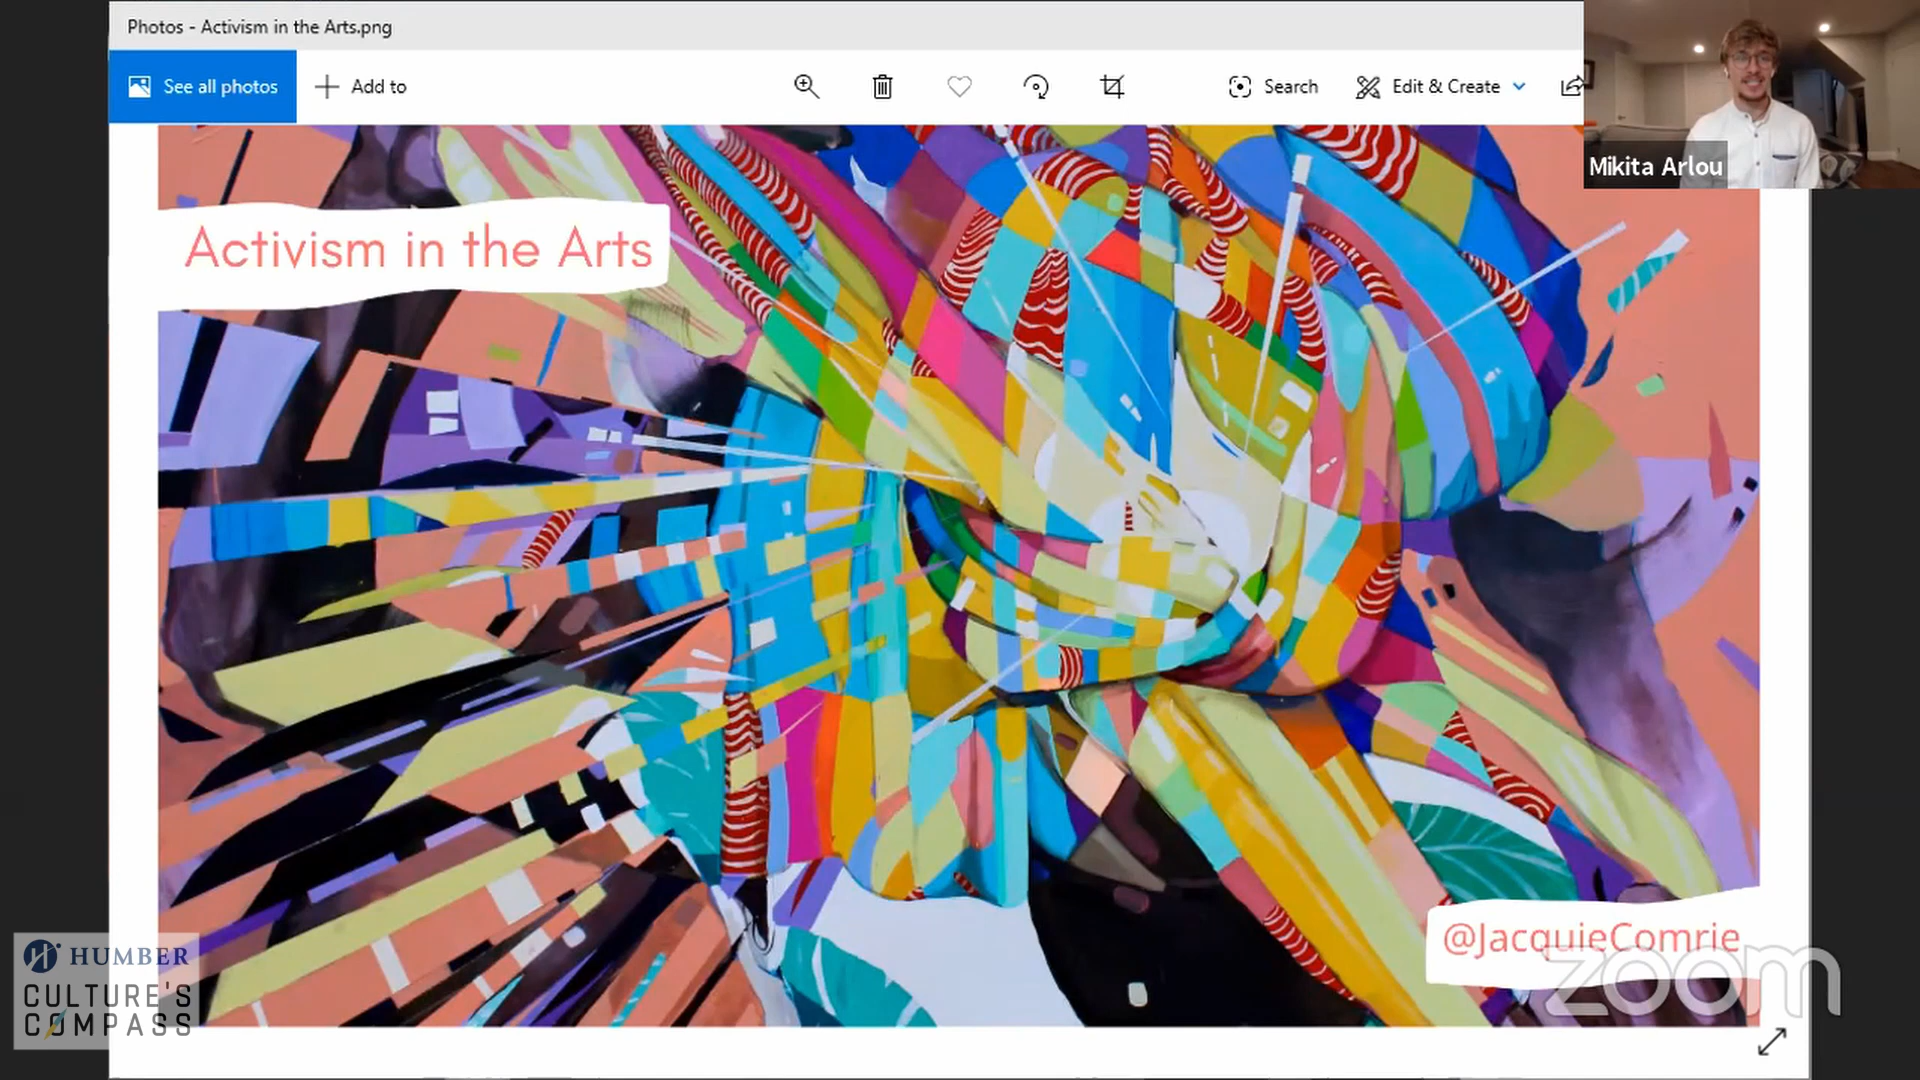 Photos - Activism in the Arts.png
See all photos
Add to
Search
Edit & Create
Mikita Arlou
Activism in the Arts
@JacquieComrie
zoom
HUMBER
CULTURE'S
COMPASS